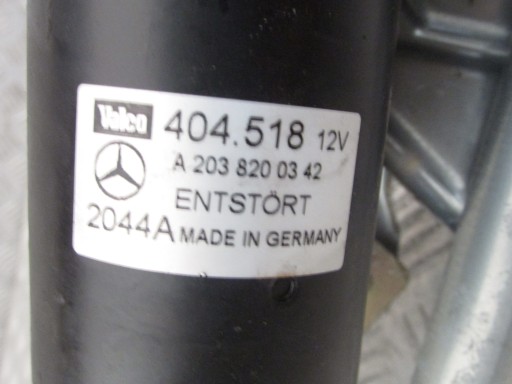 Valeo 404.518 12V
A 203 820 03 42
ENTSTÖRT
2044A MADE IN GERMANY